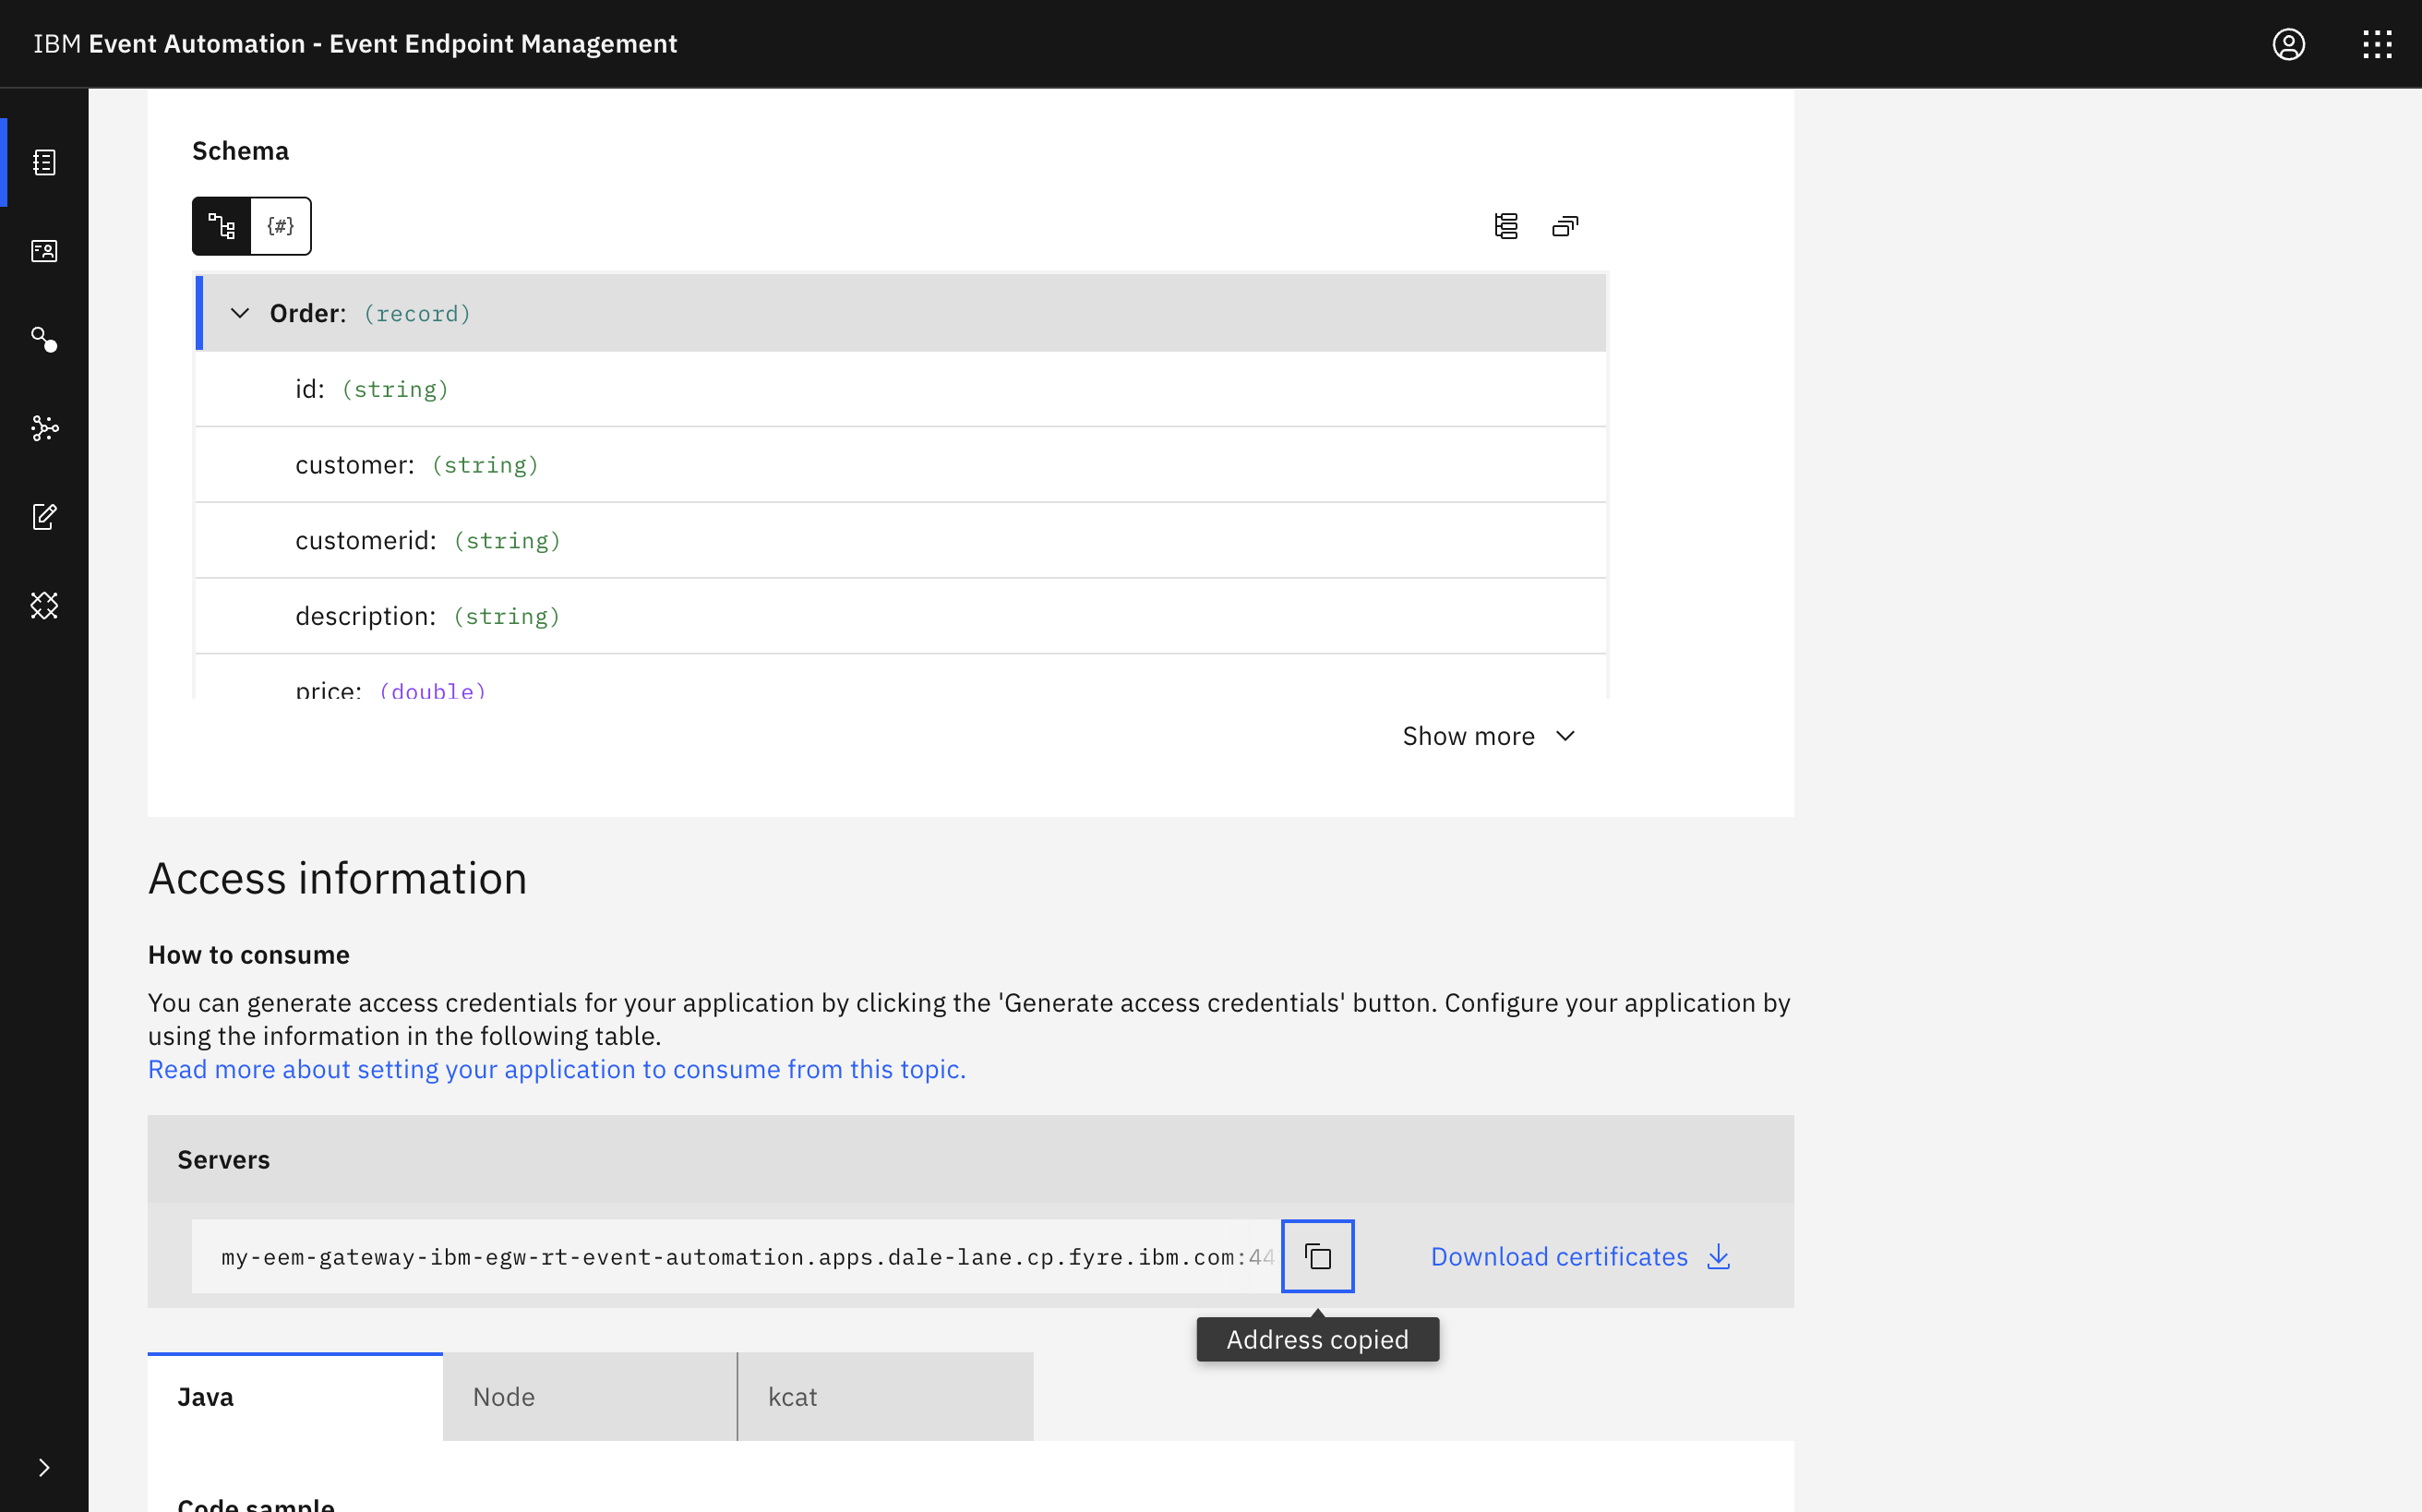 IBM Event Automation - Event Endpoint Management
Schema
{#}
Order: (record)
id: (string)
customer: (string)
customerid: (string)
description: (string)
price: (double)
Show more
Access information
How to consume
You can generate access credentials for your application by clicking the 'Generate access credentials' button. Configure your application by
using the information in the following table.
Read more about setting your application to consume from this topic.
Servers
my-eem-gateway-ibm-egw-rt-event-automation.apps.dale-lane.cp.fyre.ibm.com:44
Download certificates
Address copied
Java
Node
kcat
Code sample